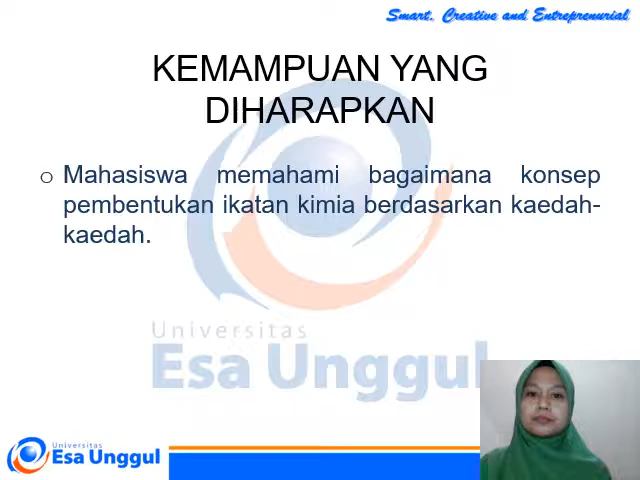 Smart, Creative and Entreprenurial
KEMAMPUAN YANG
DIHARAPKAN
Mahasiswa memahami bagaimana konsep
pembentukan ikatan kimia berdasarkan kaedah-
kaedah.
Universitas
Esa Unggul
Universitas
Esa Unggul